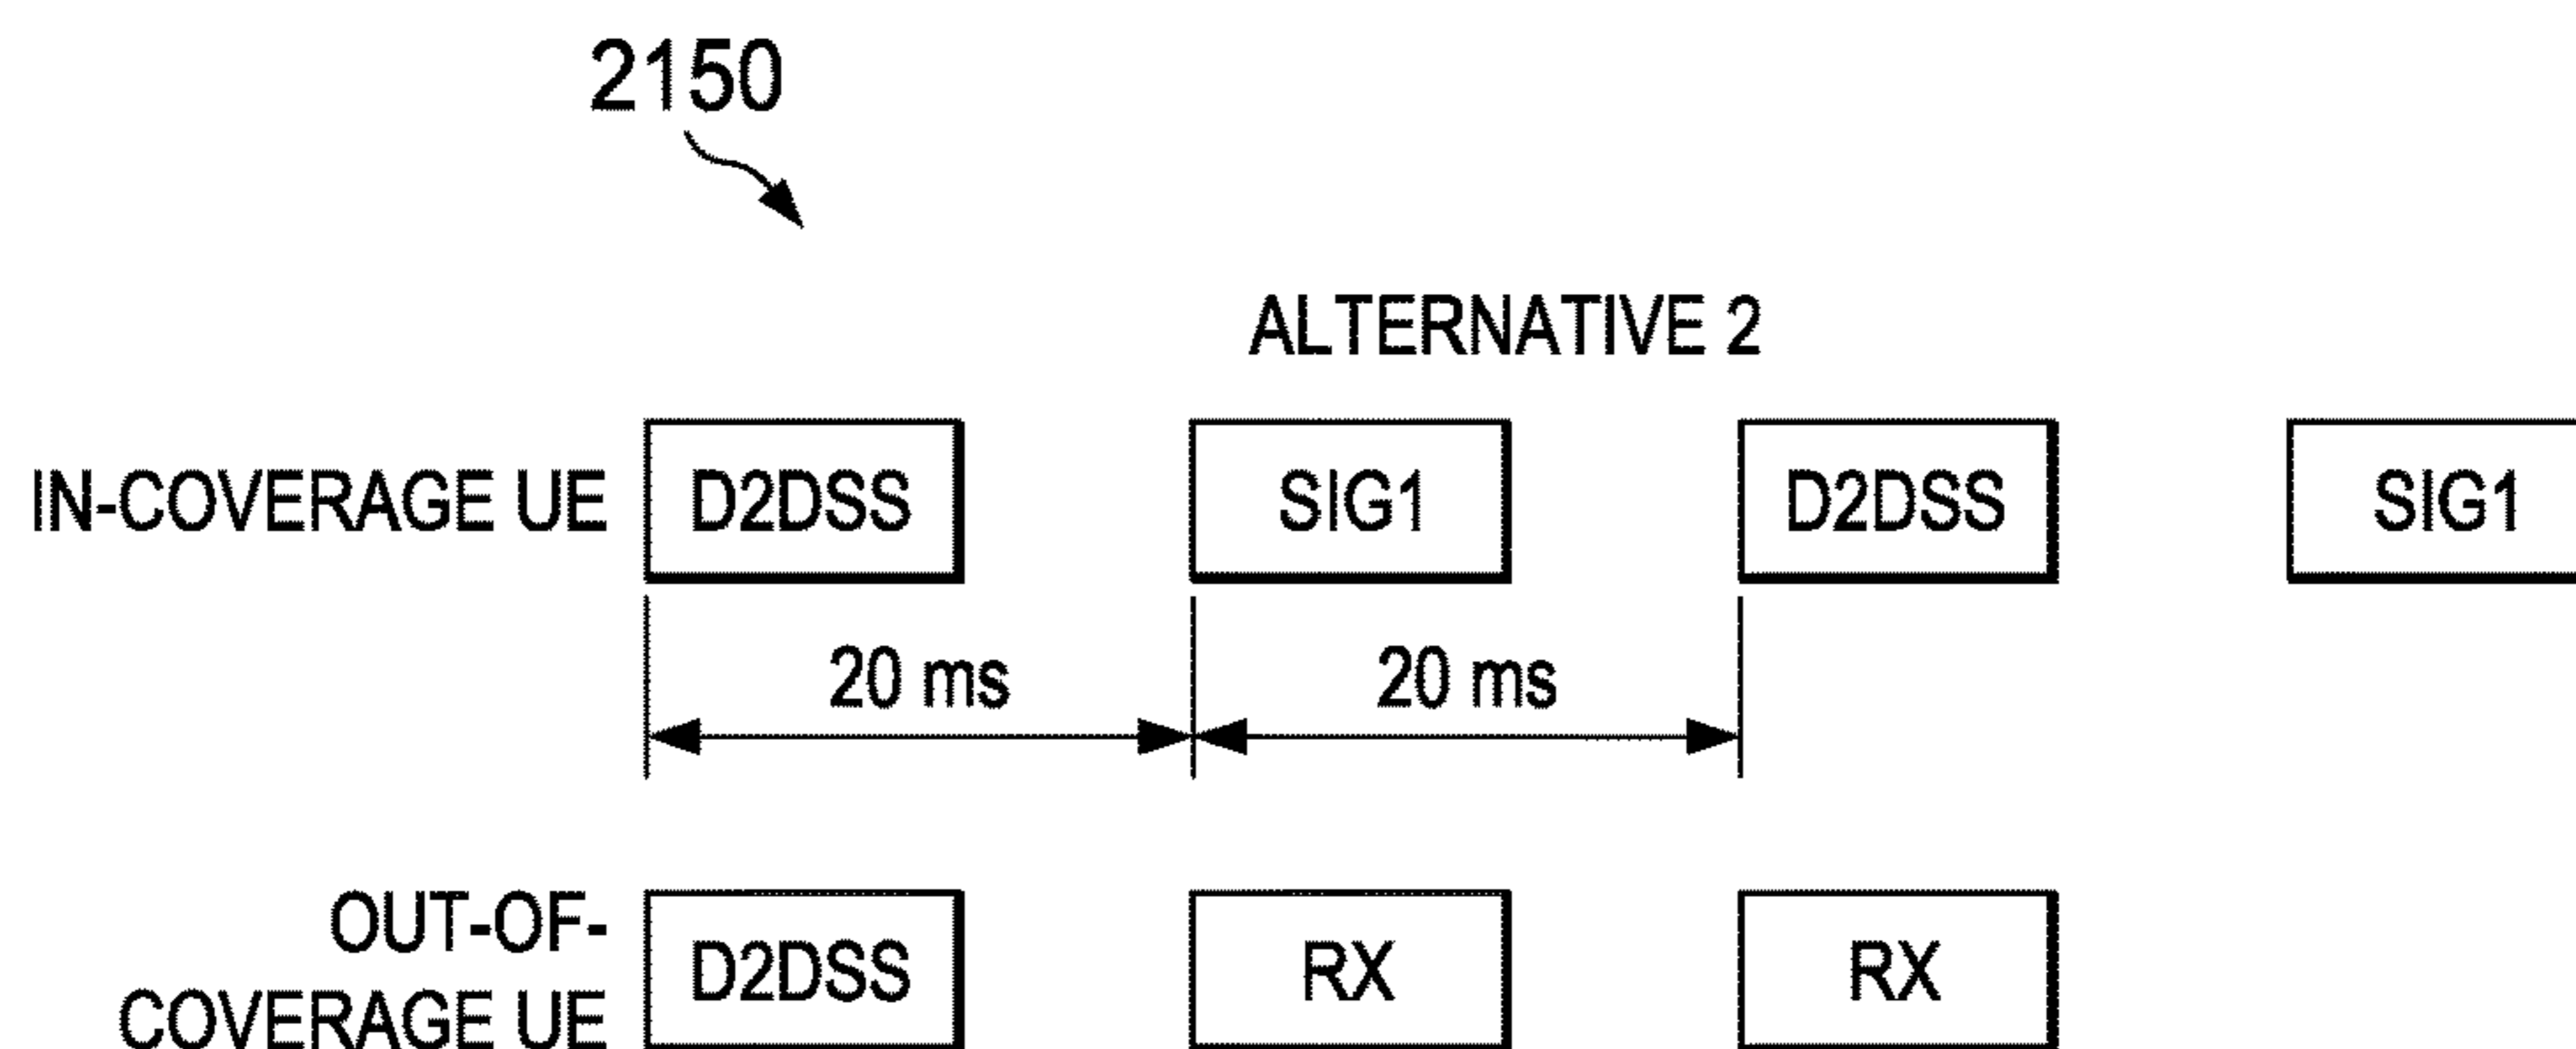 2150
ALTERNATIVE 2
IN-COVERAGE UE D2DSS SIG1 D2DSS SIG1
20 ms 20 ms
OUT-OF-
COVERAGE UE D2DSS RX RX